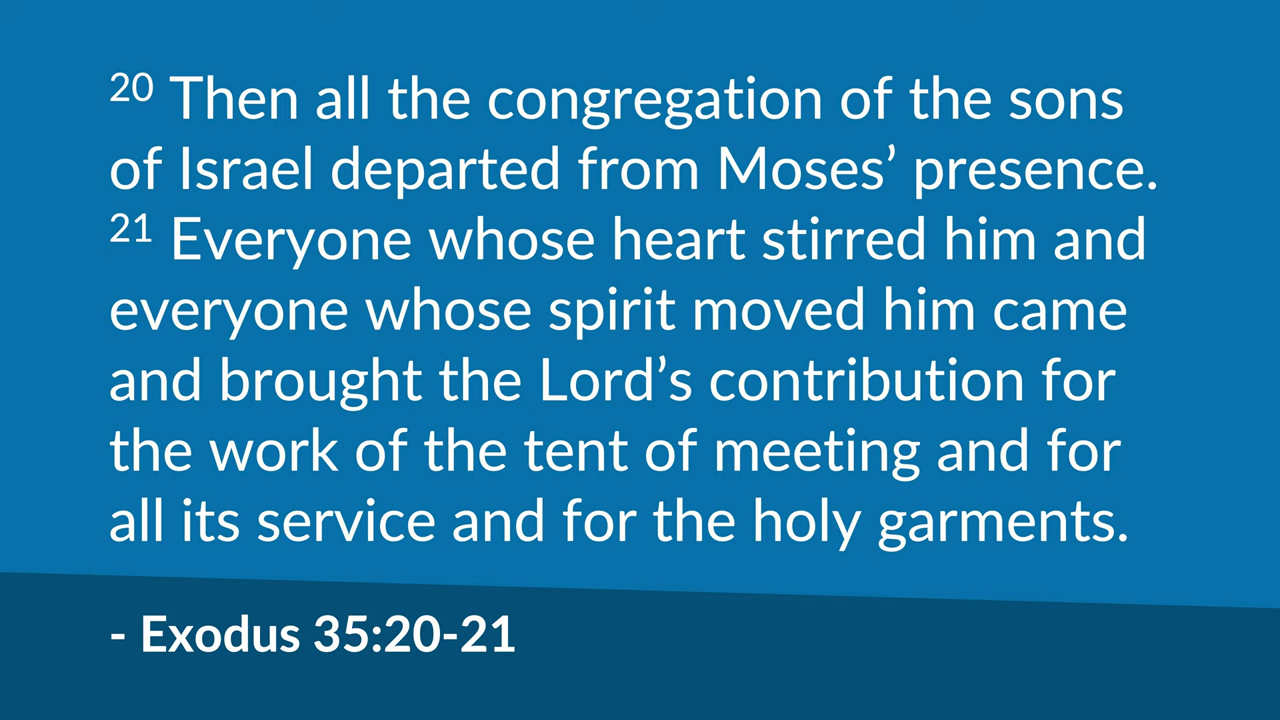 20 Then all the congregation of the sons
of Israel departed from Moses’ presence.
21 Everyone whose heart stirred him and
everyone whose spirit moved him came
and brought the Lord’s contribution for
the work of the tent of meeting and for
all its service and for the holy garments.
- Exodus 35:20-21